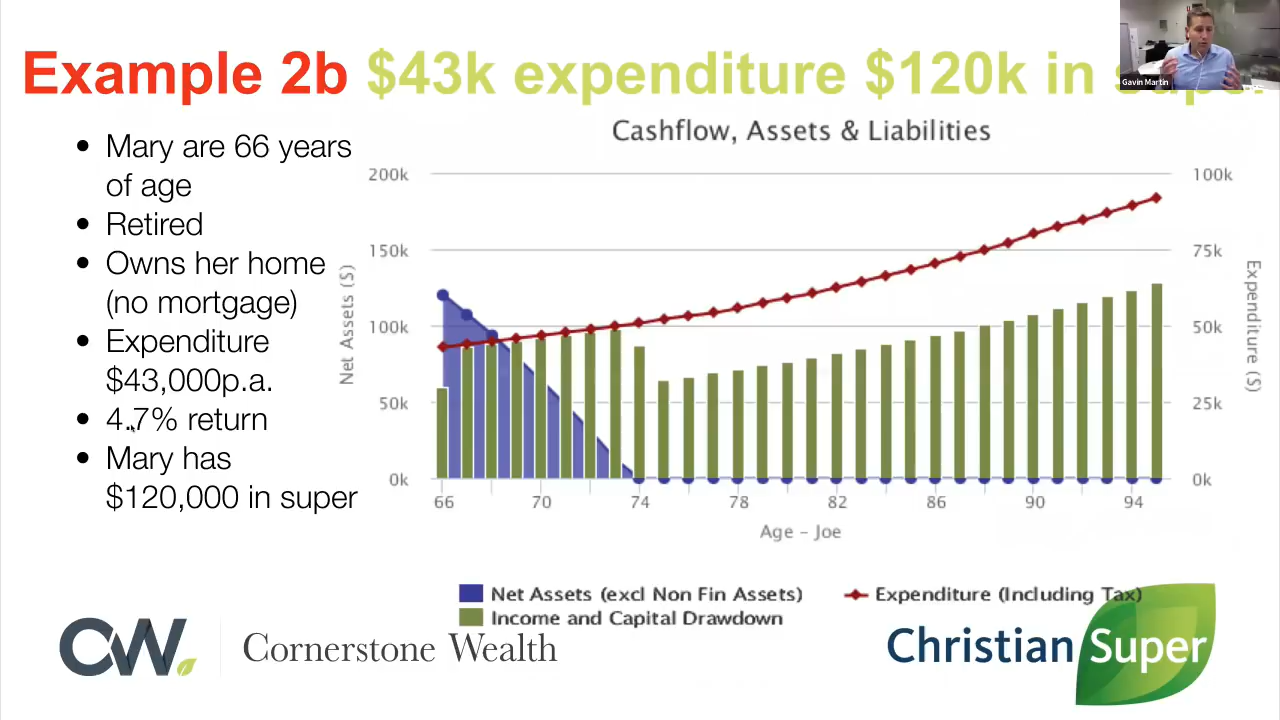 Example 2b $43k expenditure $120k in super
Gavin Martin
• Mary are 66 years
of age
• Retired
• Owns her home
(no mortgage)
• Expenditure
$43,000p.a.
• 4.7% return
• Mary has
$120,000 in super
Cashflow, Assets & Liabilities
200k
150k
100k
50k
0k
Net Assets ($)
100k
75k
50k
25k
0k
Expenditure ($)
66 70 74 78 82 86 90 94
Age – Joe
Net Assets (excl Non Fin Assets)
Expenditure (Including Tax)
Income and Capital Drawdown
CW.
Cornerstone Wealth
Christian Super